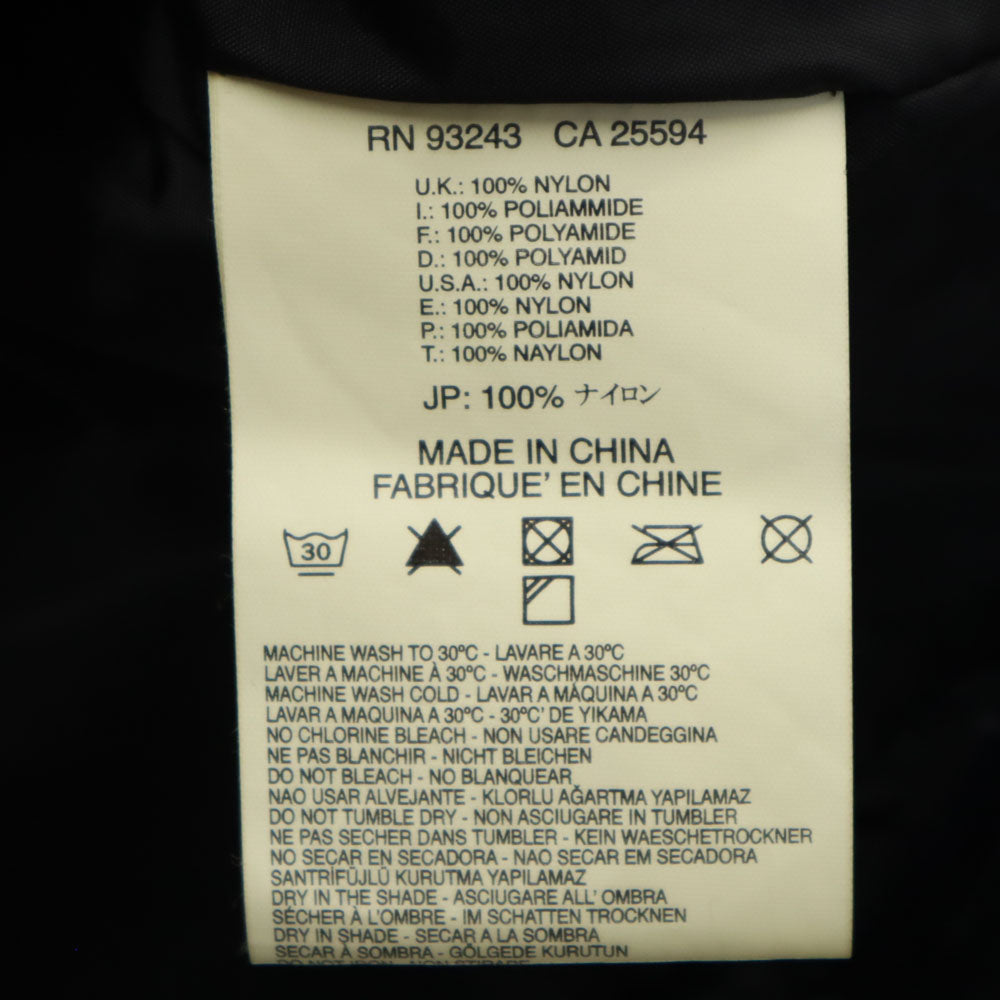 RN 93243 CA 25594
U.K.: 100% NYLON
I.: 100% POLIAMMIDE
F.: 100% POLYAMIDE
D.: 100% POLYAMID
U.S.A.: 100% NYLON
E.: 100% NYLON
P.: 100% POLIAMIDA
T.: 100% NAYLON
JP: 100% ナイロン
MADE IN CHINA
FABRIQUE' EN CHINE
30
MACHINE WASH TO 30ºC - LAVARE A 30ºC
LAVER A MACHINE À 30ºC - WASCHMASCHINE 30ºC
MACHINE WASH COLD - LAVAR A MÀQUINA A 30ºC
LAVAR A MAQUINA A 30ºC - 30ºC' DE YIKAMA
NO CHLORINE BLEACH - NON USARE CANDEGGINA
NE PAS BLANCHIR - NICHT BLEICHEN
DO NOT BLEACH - NO BLANQUEAR
NAO USAR ALVEJANTE - KLORLU AĞARTMA YAPILAMAZ
DO NOT TUMBLE DRY - NON ASCIUGARE IN TUMBLER
NE PAS SECHER DANS TUMBLER - KEIN WAESCHETROCKNER
NO SECAR EN SECADORA - NAO SECAR EM SECADORA
SANTRİFÜJLÜ KURUTMA YAPILAMAZ
DRY IN THE SHADE - ASCIUGARE ALL' OMBRA
SÉCHER À L'OMBRE - IM SCHATTEN TROCKNEN
DRY IN SHADE - SECAR A LA SOMBRA
SECAR À SOMBRA - GÖLGEDE KURUTUN
DO NOT IRON - NON STIRARE